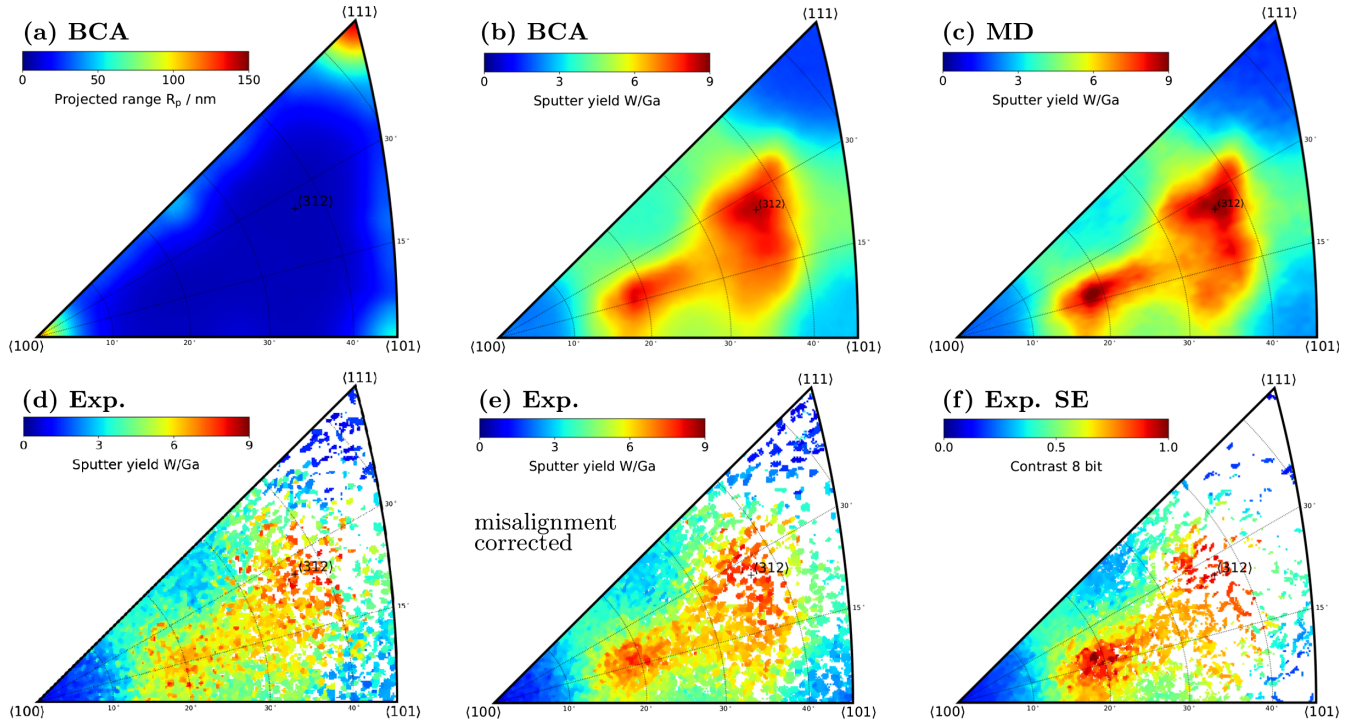 (a) BCA
0 50 100 150
Projected range Rp / nm
⟨111⟩
30°
⟨312⟩
15°
⟨100⟩ 10° 20° 30° 40° ⟨101⟩
(b) BCA
0 3 6 9
Sputter yield W/Ga
⟨111⟩
30°
⟨312⟩
15°
⟨100⟩ 10° 20° 30° 40° ⟨101⟩
(c) MD
0 3 6 9
Sputter yield W/Ga
⟨111⟩
30°
⟨312⟩
15°
⟨100⟩ 10° 20° 30° 40° ⟨101⟩
(d) Exp.
0 3 6 9
Sputter yield W/Ga
⟨111⟩
30°
⟨312⟩
15°
⟨100⟩ 10° 20° 30° 40° ⟨101⟩
(e) Exp.
0 3 6 9
Sputter yield W/Ga
⟨111⟩
misalignment
corrected
30°
⟨312⟩
15°
⟨100⟩ 10° 20° 30° 40° ⟨101⟩
(f) Exp. SE
0.0 0.5 1.0
Contrast 8 bit
⟨111⟩
30°
⟨312⟩
15°
⟨100⟩ 10° 20° 30° 40° ⟨101⟩